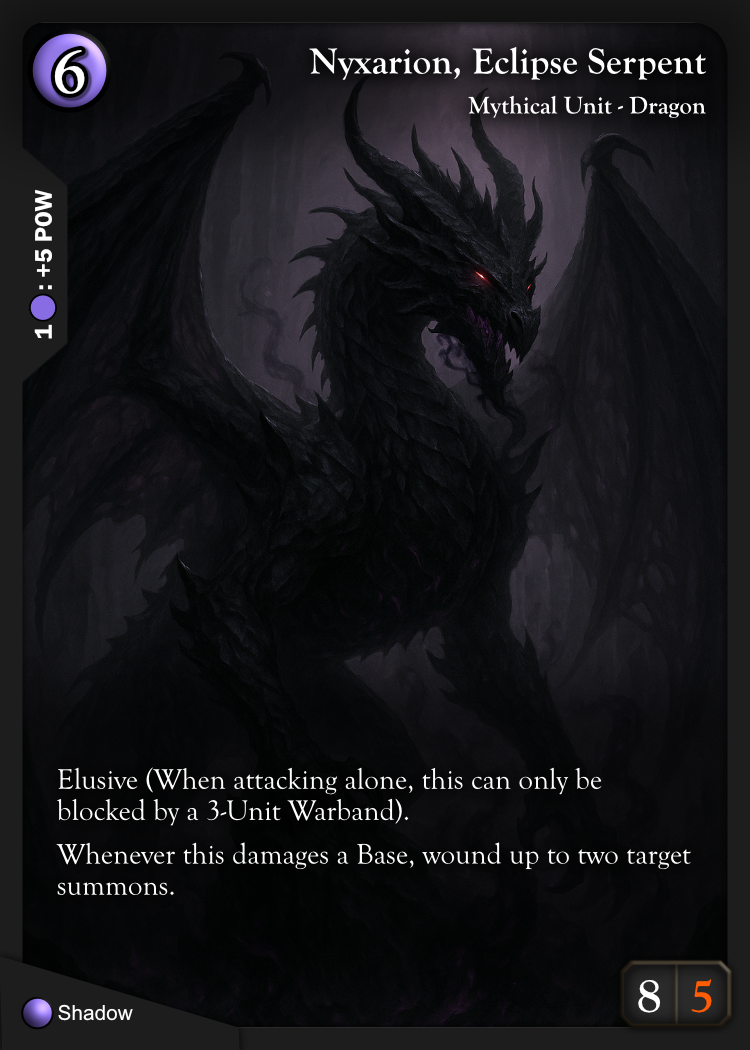 6
Nyxarion, Eclipse Serpent
Mythical Unit - Dragon
1 : +5 POW
Elusive (When attacking alone, this can only be
blocked by a 3-Unit Warband).
Whenever this damages a Base, wound up to two target
summons.
Shadow
8 5